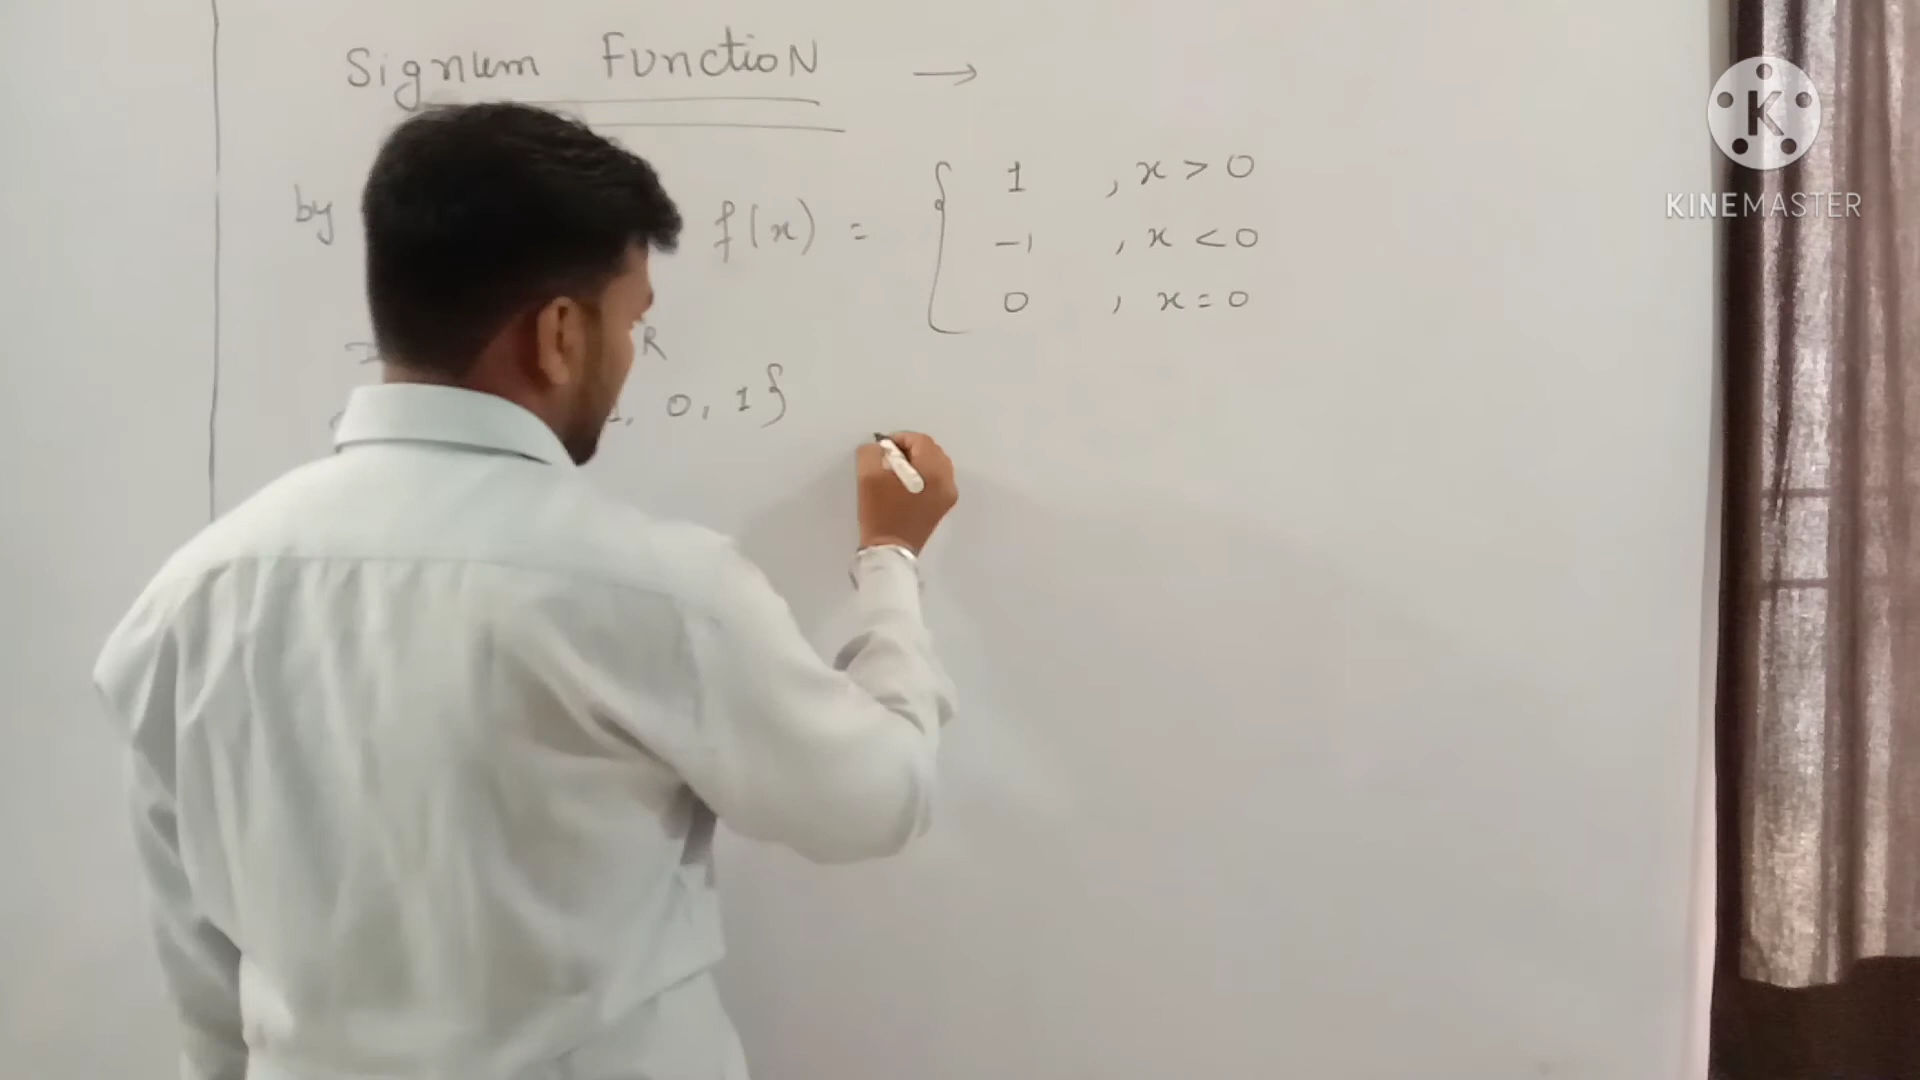 Signum Function →
by f(x) = { 1 , x > 0
-1 , x < 0
0 , x = 0
R
, 0, 1}
K
KINEMASTER